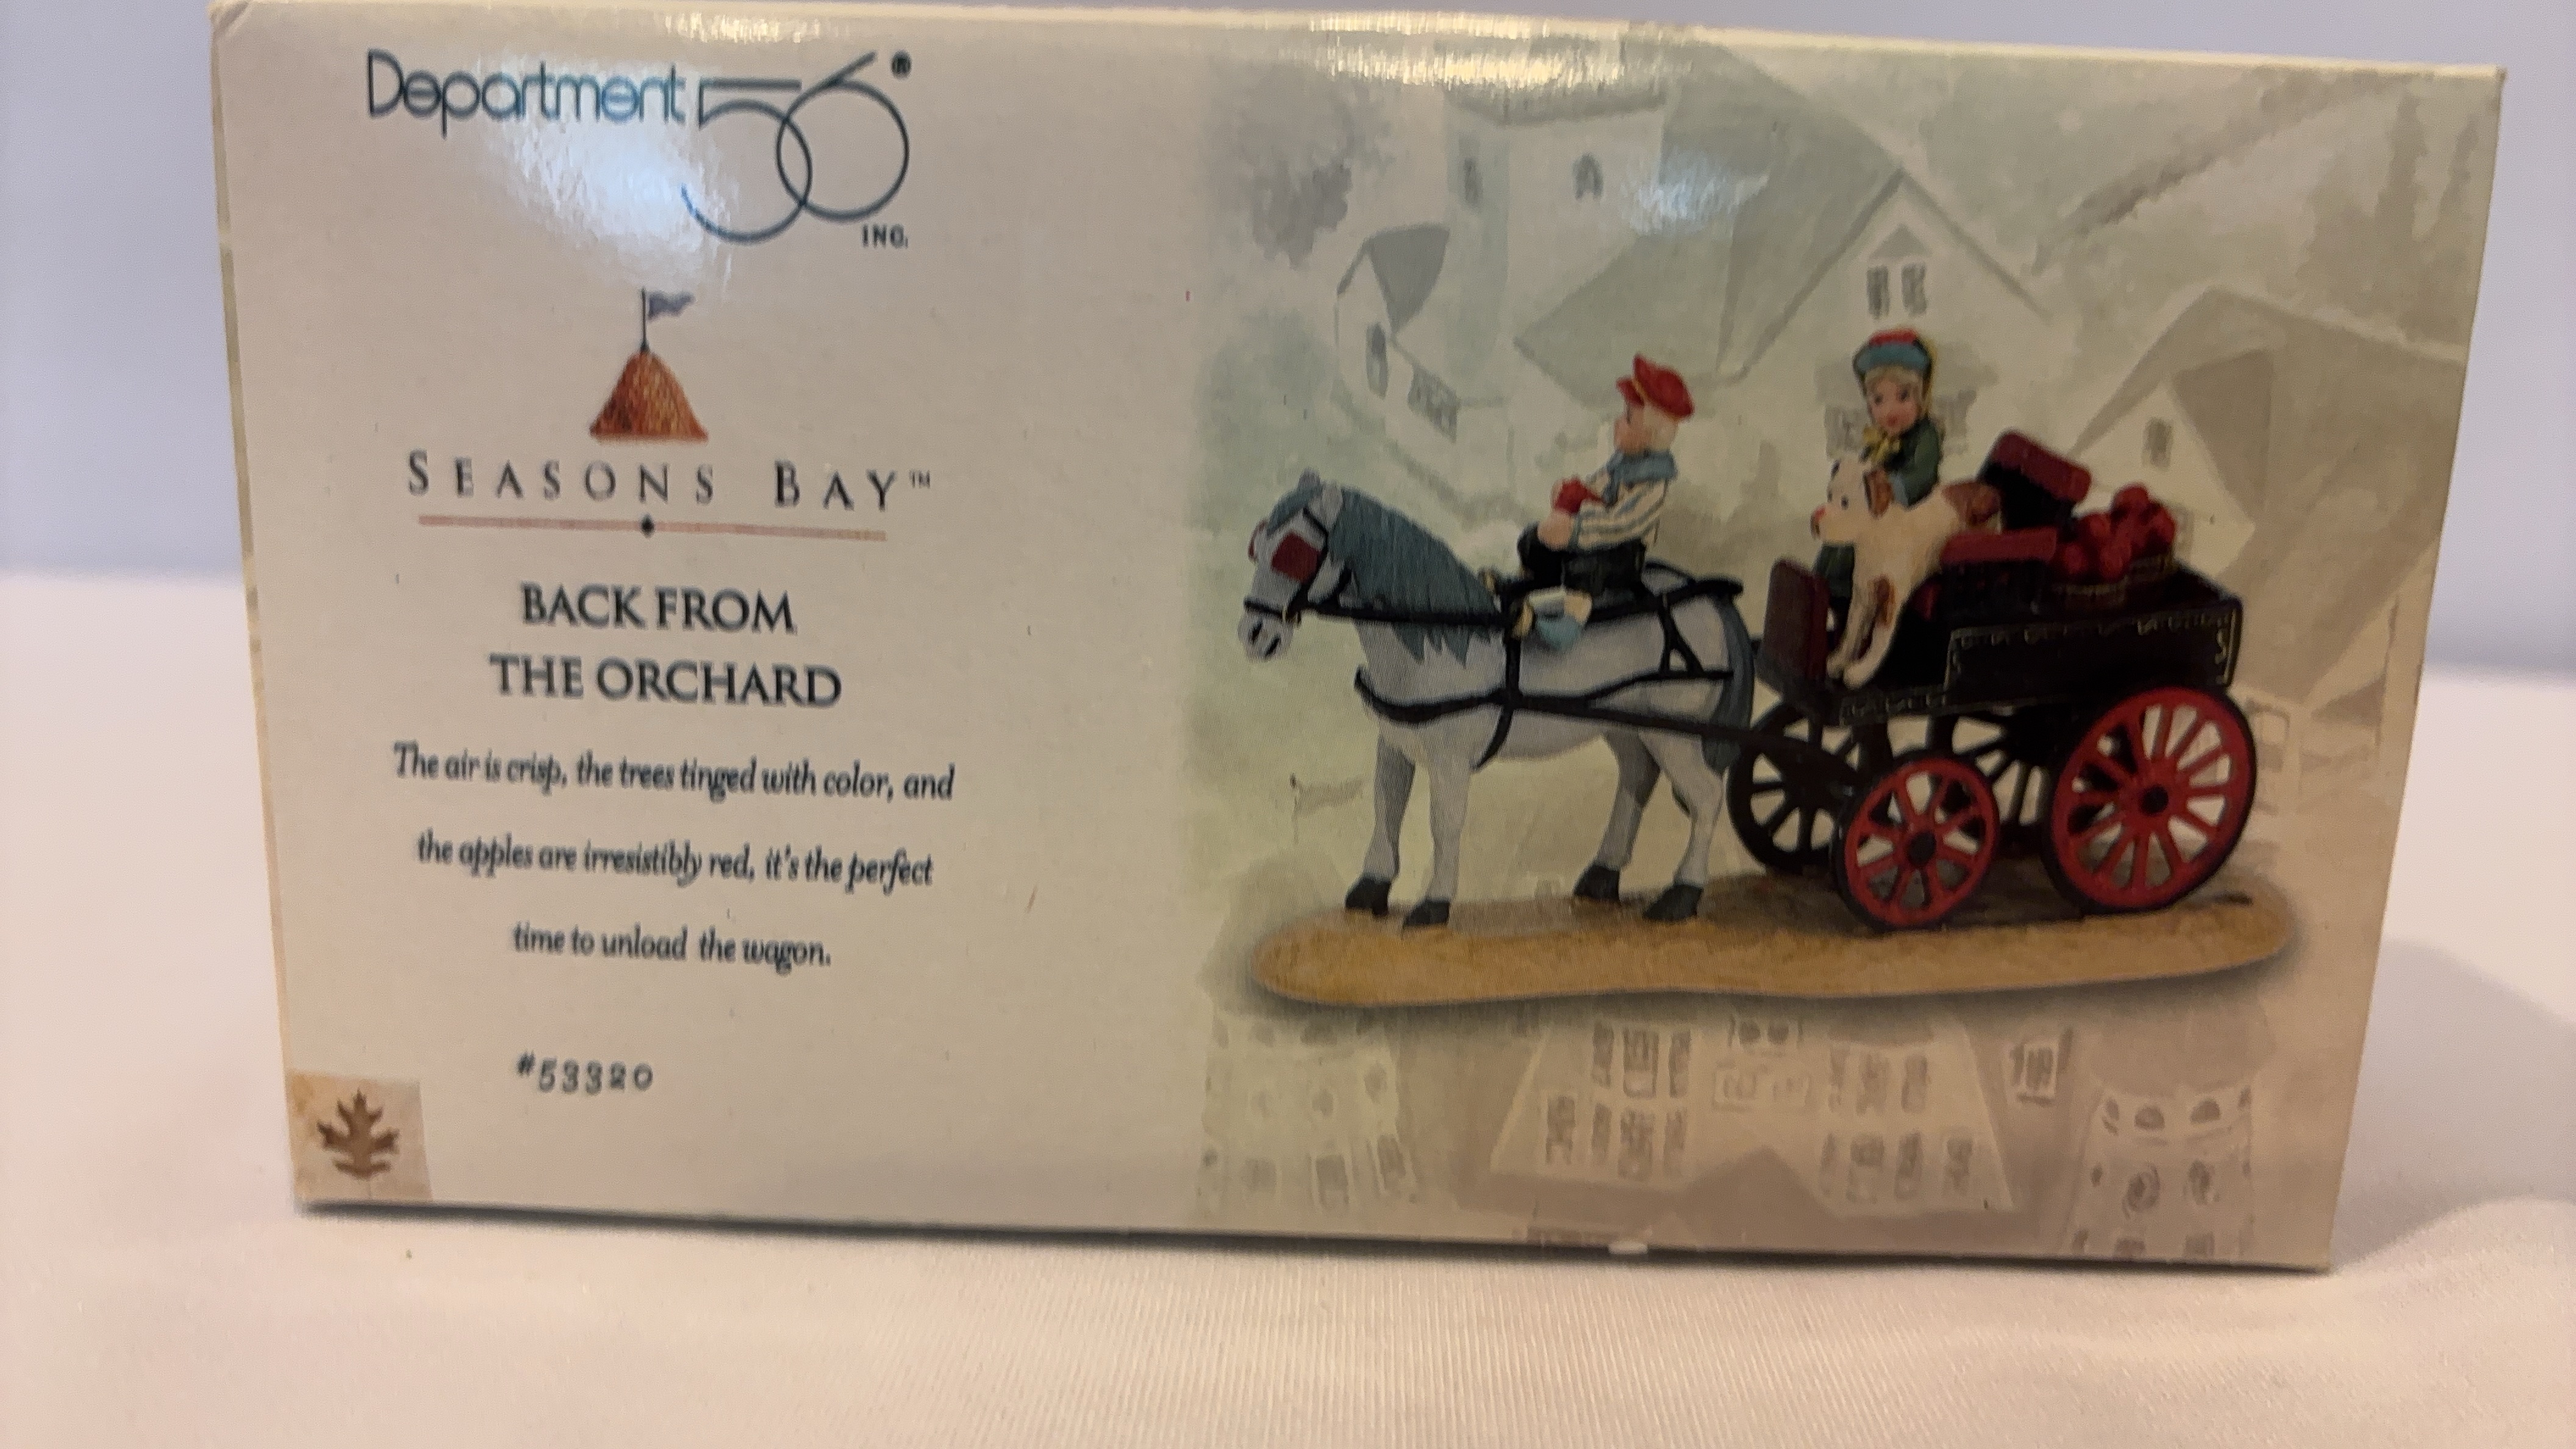 Department 56®
INC.
SEASONS BAY™
BACK FROM
THE ORCHARD
The air is crisp, the trees tinged with color, and
the apples are irresistibly red, it's the perfect
time to unload the wagon.
#53320